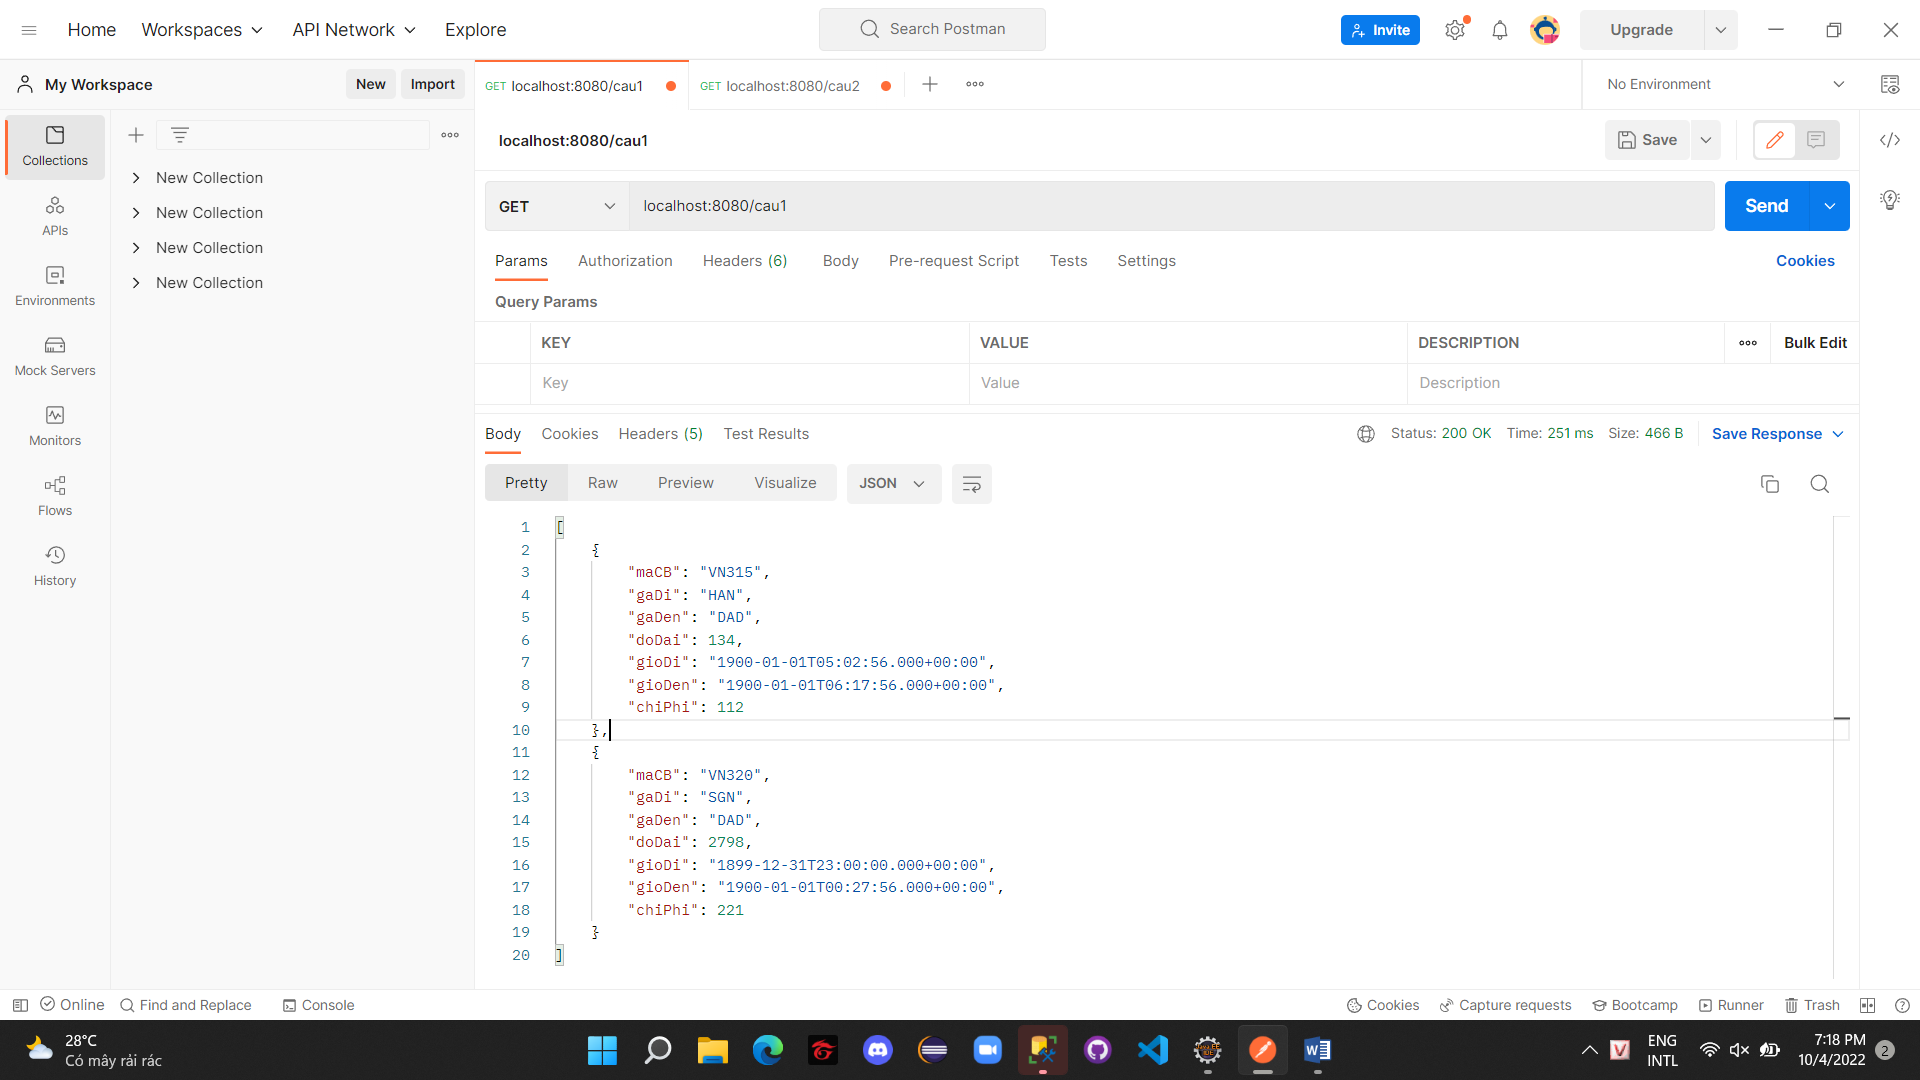 Home Workspaces API Network Explore Search Postman Invite Upgrade
My Workspace New Import GET localhost:8080/cau1 GET localhost:8080/cau2 No Environment
Collections
APIs
Environments
Mock Servers
Monitors
Flows
History
New Collection
New Collection
New Collection
New Collection
localhost:8080/cau1 Save
GET localhost:8080/cau1 Send
Params Authorization Headers (6) Body Pre-request Script Tests Settings Cookies
Query Params
KEY VALUE DESCRIPTION Bulk Edit
Key Value Description
Body Cookies Headers (5) Test Results Status: 200 OK Time: 251 ms Size: 466 B Save Response
Pretty Raw Preview Visualize JSON
1 [
2 {
3 "maCB": "VN315",
4 "gaDi": "HAN",
5 "gaDen": "DAD",
6 "doDai": 134,
7 "gioDi": "1900-01-01T05:02:56.000+00:00",
8 "gioDen": "1900-01-01T06:17:56.000+00:00",
9 "chiPhi": 112
10 },
11 {
12 "maCB": "VN320",
13 "gaDi": "SGN",
14 "gaDen": "DAD",
15 "doDai": 2798,
16 "gioDi": "1899-12-31T23:00:00.000+00:00",
17 "gioDen": "1900-01-01T00:27:56.000+00:00",
18 "chiPhi": 221
19 }
20 ]
Online Find and Replace Console Cookies Capture requests Bootcamp Runner Trash
28°C
Có mây rải rác
ENG
INTL
7:18 PM
10/4/2022
2